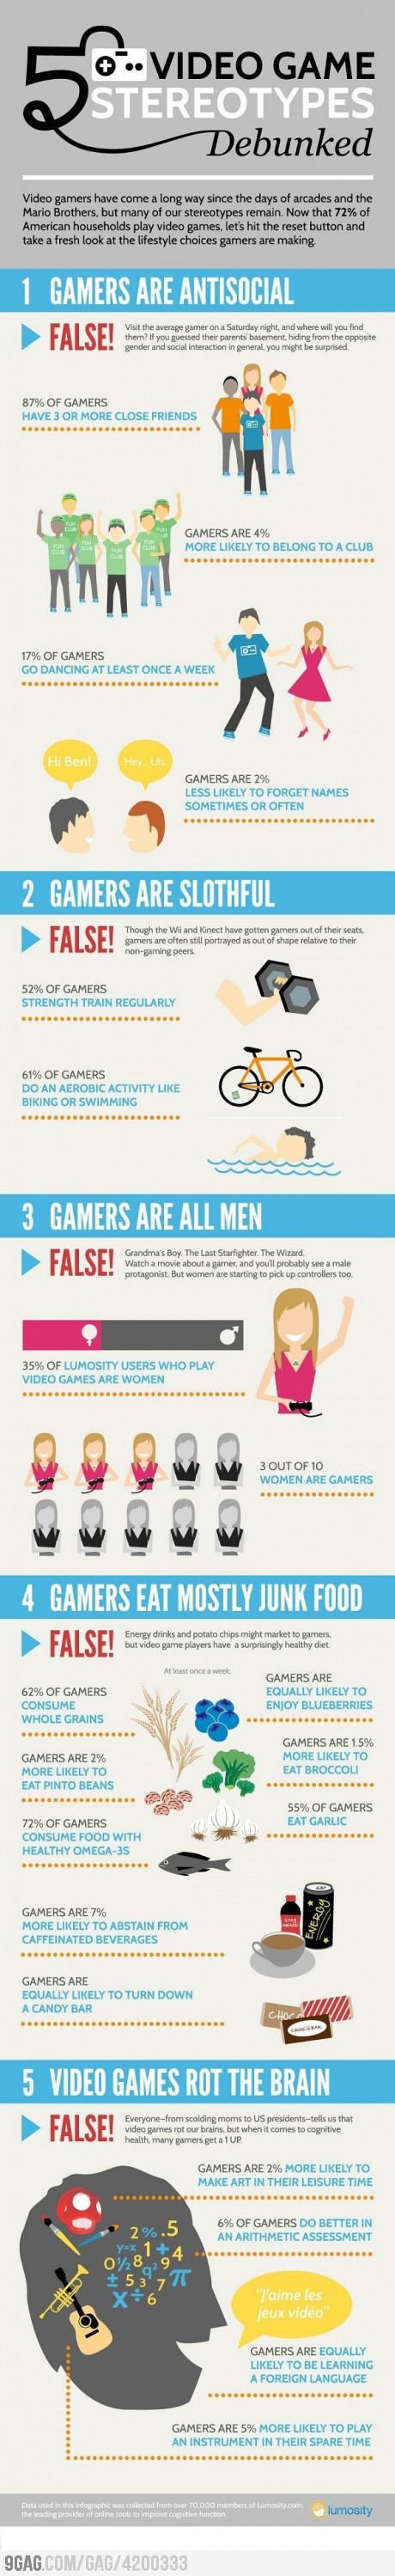 5 VIDEO GAME
STEREOTYPES
Debunked
Video gamers have come a long way since the days of arcades and the
Mario Brothers, but many of our stereotypes remain. Now that 72% of
American households play video games, let's hit the reset button and
take a fresh look at the lifestyle choices gamers are making.
1 GAMERS ARE ANTISOCIAL
FALSE!
Visit the average gamer on a Saturday night, and where will you find
them? If you guessed their parents' basement, hiding from the opposite
gender and social interaction in general, you might be surprised.
87% OF GAMERS
HAVE 3 OR MORE CLOSE FRIENDS
FUN
CLUB
FUN
CLUB
FUN
CLUB
FUN
CLUB
GAMERS ARE 4%
MORE LIKELY TO BELONG TO A CLUB
17% OF GAMERS
GO DANCING AT LEAST ONCE A WEEK
Hi Ben!
Hey.. Uh..
GAMERS ARE 2%
LESS LIKELY TO FORGET NAMES
SOMETIMES OR OFTEN
2 GAMERS ARE SLOTHFUL
FALSE!
Though the Wii and Kinect have gotten gamers out of their seats,
gamers are often still portrayed as out of shape relative to their
non-gaming peers.
52% OF GAMERS
STRENGTH TRAIN REGULARLY
61% OF GAMERS
DO AN AEROBIC ACTIVITY LIKE
BIKING OR SWIMMING
3 GAMERS ARE ALL MEN
FALSE!
Grandma's Boy. The Last Starfighter. The Wizard.
Watch a movie about a gamer, and you'll probably see a male
protagonist. But women are starting to pick up controllers too.
35% OF LUMOSITY USERS WHO PLAY
VIDEO GAMES ARE WOMEN
3 OUT OF 10
WOMEN ARE GAMERS
4 GAMERS EAT MOSTLY JUNK FOOD
FALSE!
Energy drinks and potato chips might market to gamers,
but video game players have a surprisingly healthy diet.
At least once a week:
62% OF GAMERS
CONSUME
WHOLE GRAINS
GAMERS ARE
EQUALLY LIKELY TO
ENJOY BLUEBERRIES
GAMERS ARE 2%
MORE LIKELY TO
EAT PINTO BEANS
GAMERS ARE 1.5%
MORE LIKELY TO
EAT BROCCOLI
72% OF GAMERS
CONSUME FOOD WITH
HEALTHY OMEGA-3S
55% OF GAMERS
EAT GARLIC
GAMERS ARE 7%
MORE LIKELY TO ABSTAIN FROM
CAFFEINATED BEVERAGES
ENERGY
GAMERS ARE
EQUALLY LIKELY TO TURN DOWN
A CANDY BAR
CHOC
5 VIDEO GAMES ROT THE BRAIN
FALSE!
Everyone–from scolding moms to US presidents–tells us that
video games rot our brains, but when it comes to cognitive
health, many gamers get a 1 UP.
GAMERS ARE 2% MORE LIKELY TO
MAKE ART IN THEIR LEISURE TIME
6% OF GAMERS DO BETTER IN
AN ARITHMETIC ASSESSMENT
2 % .5
y=x 1 + 4
0 ½ 8 q² 9
± 5 3 7 π
x ÷ 6
"J'aime les
jeux vidéo"
GAMERS ARE EQUALLY
LIKELY TO BE LEARNING
A FOREIGN LANGUAGE
GAMERS ARE 5% MORE LIKELY TO PLAY
AN INSTRUMENT IN THEIR SPARE TIME
Data used in this infographic was collected from over 70,000 members of Lumosity.com,
the leading provider of online tools to improve cognitive function.
lumosity
9GAG.COM/GAG/4200333